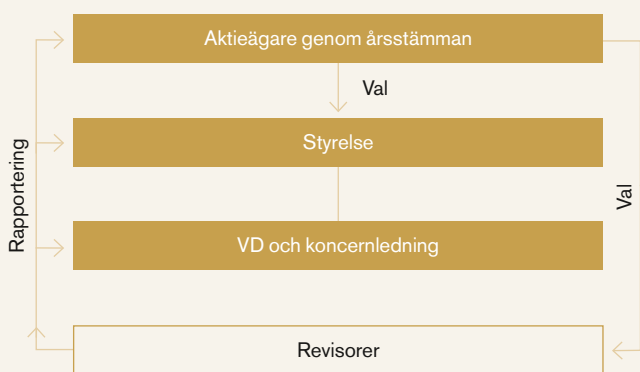 Aktieägare genom årsstämman
Val
Styrelse
Rapportering
Val
VD och koncernledning
Revisorer